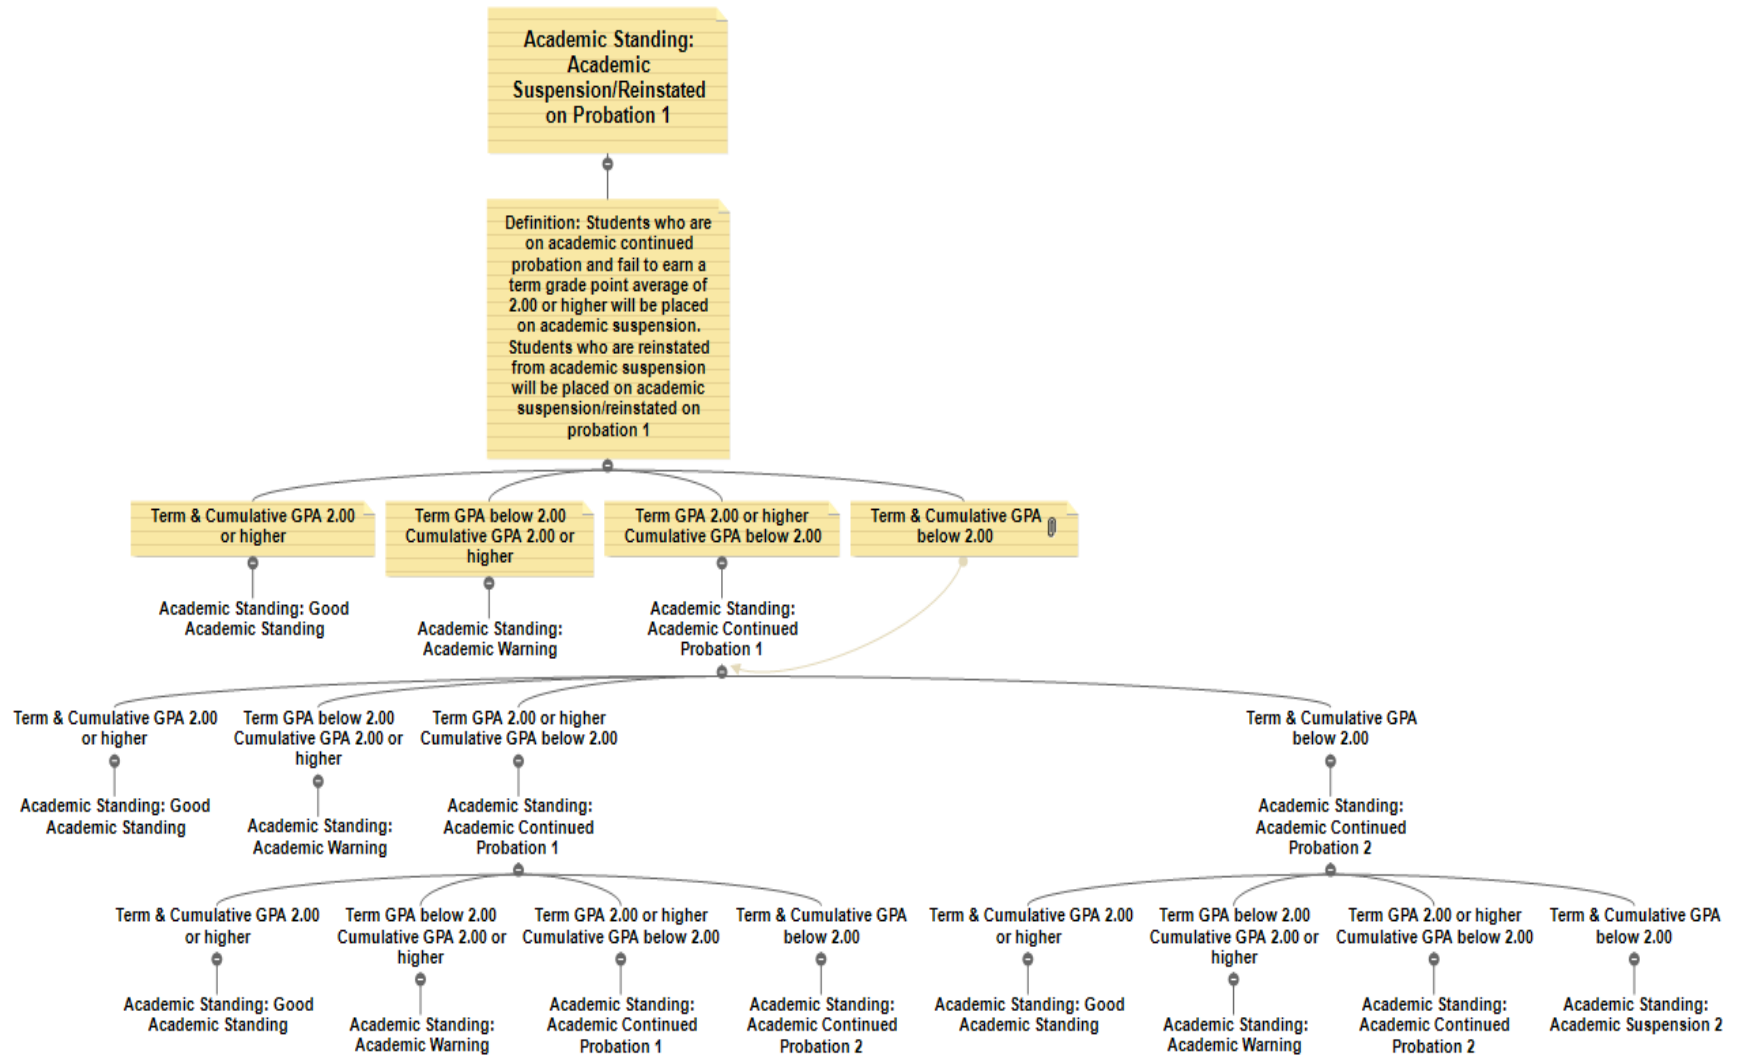 Academic Standing:
Academic
Suspension/Reinstated
on Probation 1
Definition: Students who are
on academic continued
probation and fail to earn a
term grade point average of
2.00 or higher will be placed
on academic suspension.
Students who are reinstated
from academic suspension
will be placed on academic
suspension/reinstated on
probation 1
Term & Cumulative GPA 2.00
or higher
Term GPA below 2.00
Cumulative GPA 2.00 or
higher
Term GPA 2.00 or higher
Cumulative GPA below 2.00
Term & Cumulative GPA
below 2.00
Academic Standing: Good
Academic Standing
Academic Standing:
Academic Warning
Academic Standing:
Academic Continued
Probation 1
Term & Cumulative GPA 2.00
or higher
Term GPA below 2.00
Cumulative GPA 2.00 or
higher
Term GPA 2.00 or higher
Cumulative GPA below 2.00
Term & Cumulative GPA
below 2.00
Academic Standing: Good
Academic Standing
Academic Standing:
Academic Warning
Academic Standing:
Academic Continued
Probation 1
Academic Standing:
Academic Continued
Probation 2
Term & Cumulative GPA 2.00
or higher
Term GPA below 2.00
Cumulative GPA 2.00 or
higher
Term GPA 2.00 or higher
Cumulative GPA below 2.00
Term & Cumulative GPA
below 2.00
Term & Cumulative GPA 2.00
or higher
Term GPA below 2.00
Cumulative GPA 2.00 or
higher
Term GPA 2.00 or higher
Cumulative GPA below 2.00
Term & Cumulative GPA
below 2.00
Academic Standing: Good
Academic Standing
Academic Standing:
Academic Warning
Academic Standing:
Academic Continued
Probation 1
Academic Standing:
Academic Continued
Probation 2
Academic Standing: Good
Academic Standing
Academic Standing:
Academic Warning
Academic Standing:
Academic Continued
Probation 2
Academic Standing:
Academic Suspension 2